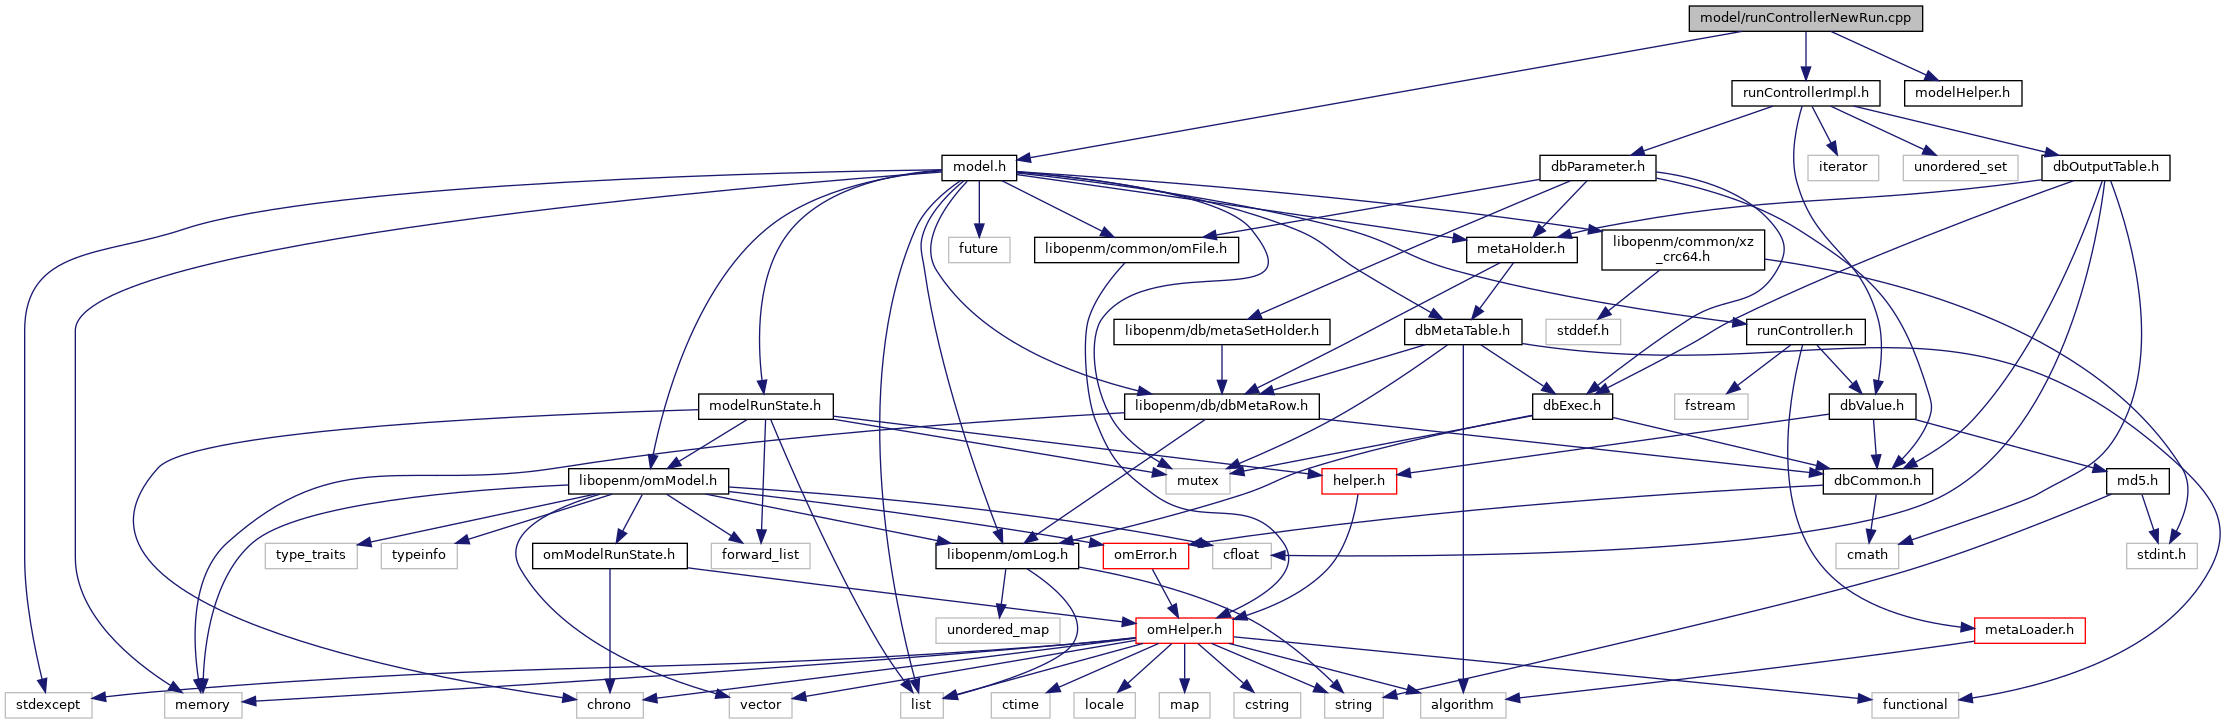 model/runControllerNewRun.cpp
runControllerImpl.h
modelHelper.h
model.h
dbParameter.h
iterator
unordered_set
dbOutputTable.h
future
libopenm/common/omFile.h
metaHolder.h
libopenm/common/xz
_crc64.h
libopenm/db/metaSetHolder.h
dbMetaTable.h
stddef.h
runController.h
modelRunState.h
libopenm/db/dbMetaRow.h
dbExec.h
fstream
dbValue.h
libopenm/omModel.h
mutex
helper.h
dbCommon.h
md5.h
type_traits
typeinfo
omModelRunState.h
forward_list
libopenm/omLog.h
omError.h
cfloat
cmath
stdint.h
unordered_map
omHelper.h
metaLoader.h
stdexcept
memory
chrono
vector
list
ctime
locale
map
cstring
string
algorithm
functional